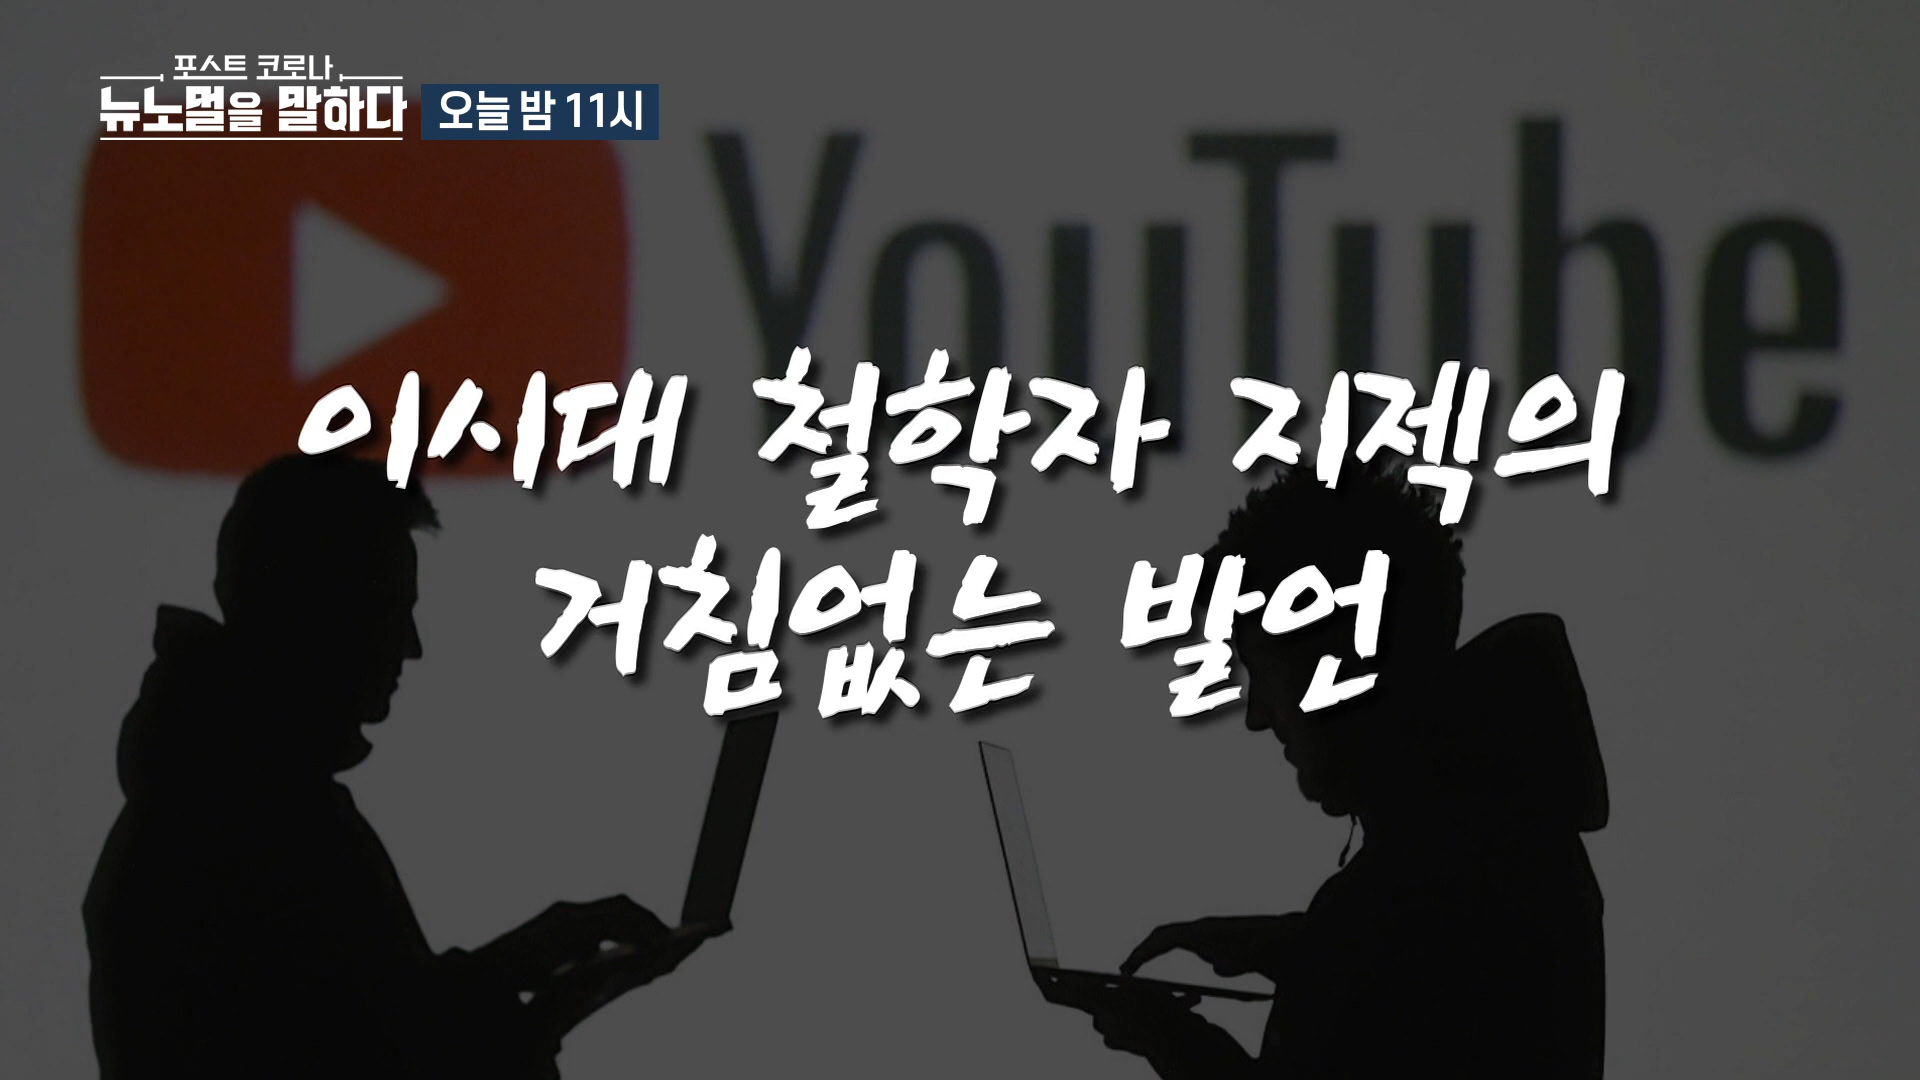 포스트 코로나
뉴노멀을 말하다
오늘 밤 11시
YouTube
이시대 철학자 지젝의
거침없는 발언